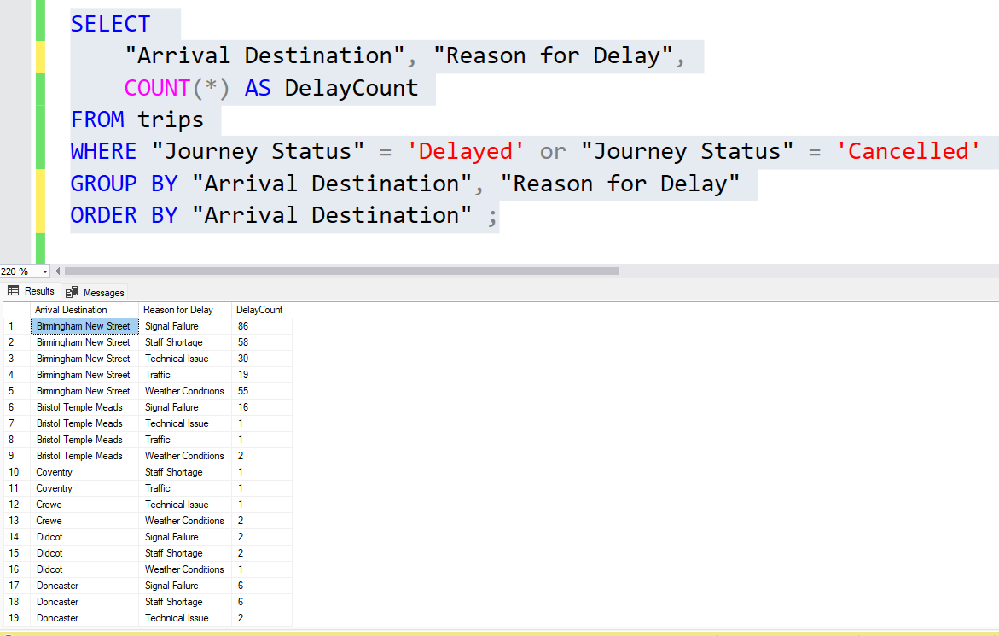 SELECT
"Arrival Destination", "Reason for Delay",
COUNT(*) AS DelayCount
FROM trips
WHERE "Journey Status" = 'Delayed' or "Journey Status" = 'Cancelled'
GROUP BY "Arrival Destination", "Reason for Delay"
ORDER BY "Arrival Destination" ;
220 %
Results Messages
Arrival Destination Reason for Delay DelayCount
1 Birmingham New Street Signal Failure 86
2 Birmingham New Street Staff Shortage 58
3 Birmingham New Street Technical Issue 30
4 Birmingham New Street Traffic 19
5 Birmingham New Street Weather Conditions 55
6 Bristol Temple Meads Signal Failure 16
7 Bristol Temple Meads Technical Issue 1
8 Bristol Temple Meads Traffic 1
9 Bristol Temple Meads Weather Conditions 2
10 Coventry Staff Shortage 1
11 Coventry Traffic 1
12 Crewe Technical Issue 1
13 Crewe Weather Conditions 2
14 Didcot Signal Failure 2
15 Didcot Staff Shortage 2
16 Didcot Weather Conditions 1
17 Doncaster Signal Failure 6
18 Doncaster Staff Shortage 6
19 Doncaster Technical Issue 2